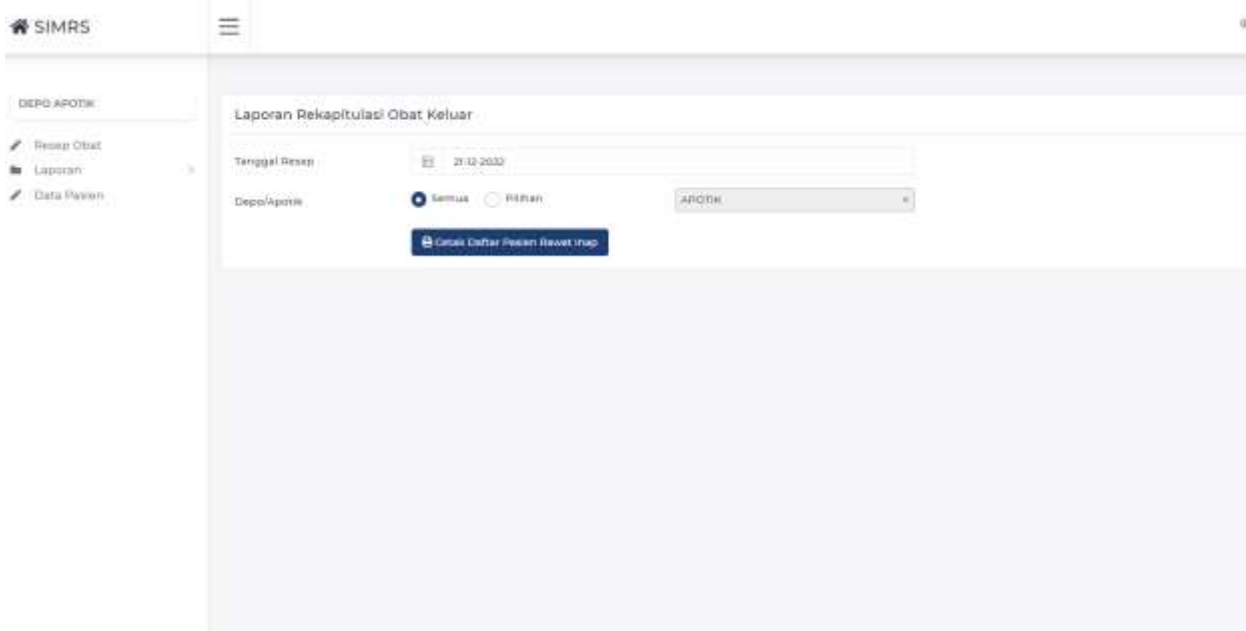 SIMRS
DEPO APOTIK
Resep Obat
Laporan
Data Pasien
Laporan Rekapitulasi Obat Keluar
Tanggal Resep
21-12-2022
Depo/Apotik
Semua
Pilihan
APOTIK
Cetak Daftar Pasien Rawat Inap